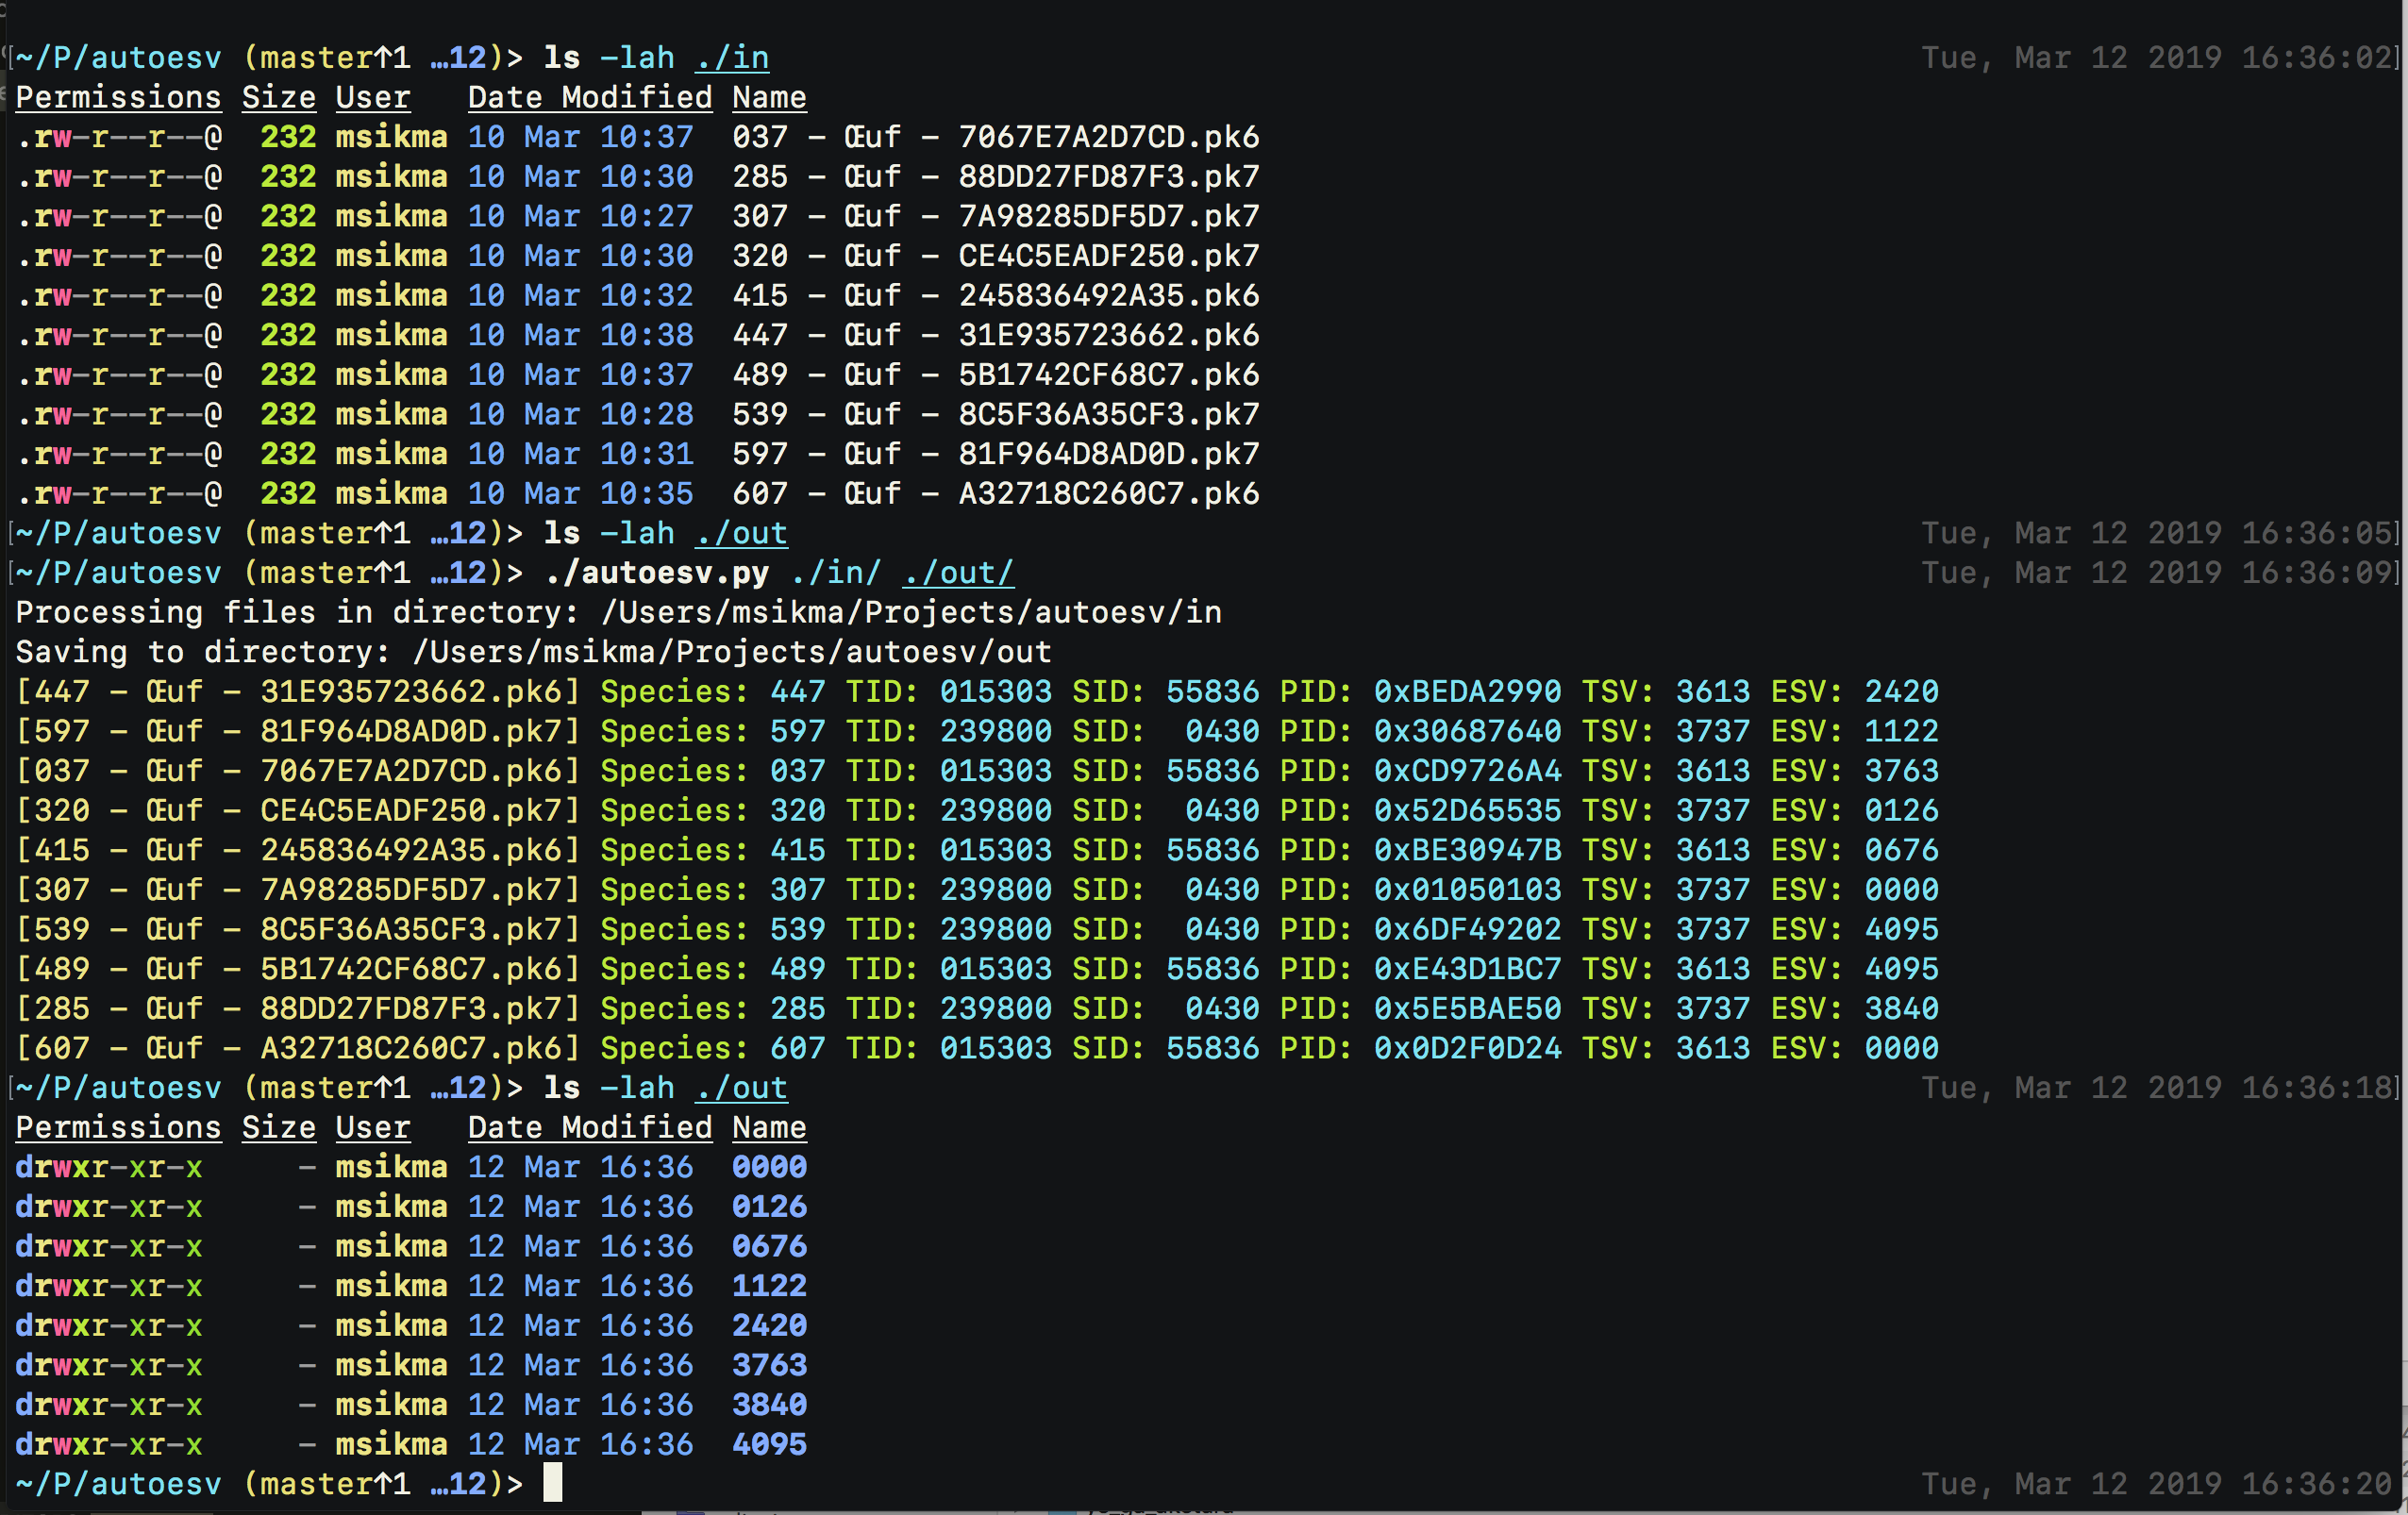 ~/P/autoesv (master↑1 …12)> ls -lah ./in Tue, Mar 12 2019 16:36:02
Permissions Size User Date Modified Name
.rw-r--r--@ 232 msikma 10 Mar 10:37 037 - Œuf - 7067E7A2D7CD.pk6
.rw-r--r--@ 232 msikma 10 Mar 10:30 285 - Œuf - 88DD27FD87F3.pk7
.rw-r--r--@ 232 msikma 10 Mar 10:27 307 - Œuf - 7A98285DF5D7.pk7
.rw-r--r--@ 232 msikma 10 Mar 10:30 320 - Œuf - CE4C5EADF250.pk7
.rw-r--r--@ 232 msikma 10 Mar 10:32 415 - Œuf - 245836492A35.pk6
.rw-r--r--@ 232 msikma 10 Mar 10:38 447 - Œuf - 31E935723662.pk6
.rw-r--r--@ 232 msikma 10 Mar 10:37 489 - Œuf - 5B1742CF68C7.pk6
.rw-r--r--@ 232 msikma 10 Mar 10:28 539 - Œuf - 8C5F36A35CF3.pk7
.rw-r--r--@ 232 msikma 10 Mar 10:31 597 - Œuf - 81F964D8AD0D.pk7
.rw-r--r--@ 232 msikma 10 Mar 10:35 607 - Œuf - A32718C260C7.pk6
~/P/autoesv (master↑1 …12)> ls -lah ./out Tue, Mar 12 2019 16:36:05
~/P/autoesv (master↑1 …12)> ./autoesv.py ./in/ ./out/ Tue, Mar 12 2019 16:36:09
Processing files in directory: /Users/msikma/Projects/autoesv/in
Saving to directory: /Users/msikma/Projects/autoesv/out
[447 - Œuf - 31E935723662.pk6] Species: 447 TID: 015303 SID: 55836 PID: 0xBEDA2990 TSV: 3613 ESV: 2420
[597 - Œuf - 81F964D8AD0D.pk7] Species: 597 TID: 239800 SID: 0430 PID: 0x30687640 TSV: 3737 ESV: 1122
[037 - Œuf - 7067E7A2D7CD.pk6] Species: 037 TID: 015303 SID: 55836 PID: 0xCD9726A4 TSV: 3613 ESV: 3763
[320 - Œuf - CE4C5EADF250.pk7] Species: 320 TID: 239800 SID: 0430 PID: 0x52D65535 TSV: 3737 ESV: 0126
[415 - Œuf - 245836492A35.pk6] Species: 415 TID: 015303 SID: 55836 PID: 0xBE30947B TSV: 3613 ESV: 0676
[307 - Œuf - 7A98285DF5D7.pk7] Species: 307 TID: 239800 SID: 0430 PID: 0x01050103 TSV: 3737 ESV: 0000
[539 - Œuf - 8C5F36A35CF3.pk7] Species: 539 TID: 239800 SID: 0430 PID: 0x6DF49202 TSV: 3737 ESV: 4095
[489 - Œuf - 5B1742CF68C7.pk6] Species: 489 TID: 015303 SID: 55836 PID: 0xE43D1BC7 TSV: 3613 ESV: 4095
[285 - Œuf - 88DD27FD87F3.pk7] Species: 285 TID: 239800 SID: 0430 PID: 0x5E5BAE50 TSV: 3737 ESV: 3840
[607 - Œuf - A32718C260C7.pk6] Species: 607 TID: 015303 SID: 55836 PID: 0x0D2F0D24 TSV: 3613 ESV: 0000
~/P/autoesv (master↑1 …12)> ls -lah ./out Tue, Mar 12 2019 16:36:18
Permissions Size User Date Modified Name
drwxr-xr-x - msikma 12 Mar 16:36 0000
drwxr-xr-x - msikma 12 Mar 16:36 0126
drwxr-xr-x - msikma 12 Mar 16:36 0676
drwxr-xr-x - msikma 12 Mar 16:36 1122
drwxr-xr-x - msikma 12 Mar 16:36 2420
drwxr-xr-x - msikma 12 Mar 16:36 3763
drwxr-xr-x - msikma 12 Mar 16:36 3840
drwxr-xr-x - msikma 12 Mar 16:36 4095
~/P/autoesv (master↑1 …12)> Tue, Mar 12 2019 16:36:20